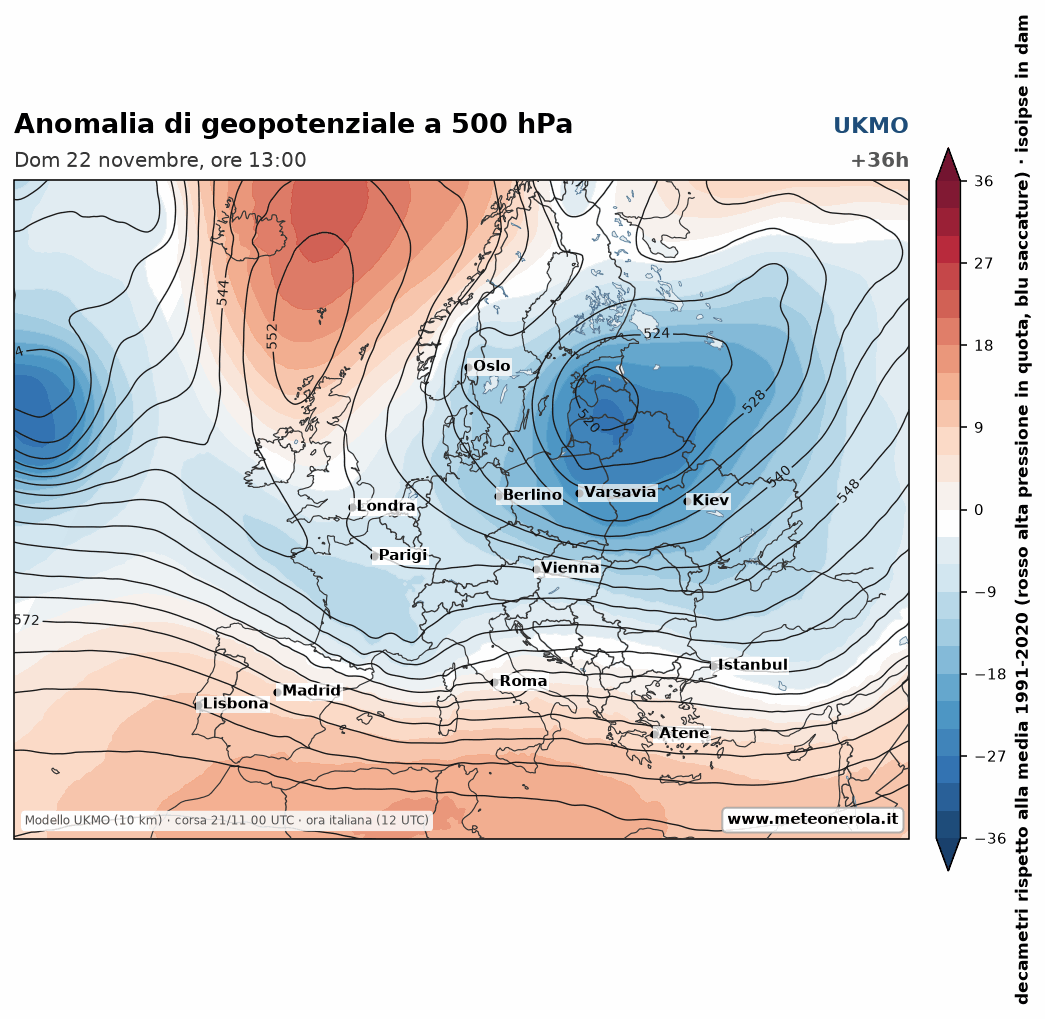 Anomalia di geopotenziale a 500 hPa
UKMO
Dom 22 novembre, ore 13:00
+36h
544
552
4
524
528
520
540
548
572
Oslo
Berlino
Varsavia
Kiev
Londra
Parigi
Vienna
Istanbul
Roma
Madrid
Lisbona
Atene
Modello UKMO (10 km) · corsa 21/11 00 UTC · ora italiana (12 UTC)
www.meteonerola.it
36
27
18
9
0
−9
−18
−27
−36
decametri rispetto alla media 1991-2020 (rosso alta pressione in quota, blu saccature) · isoipse in dam